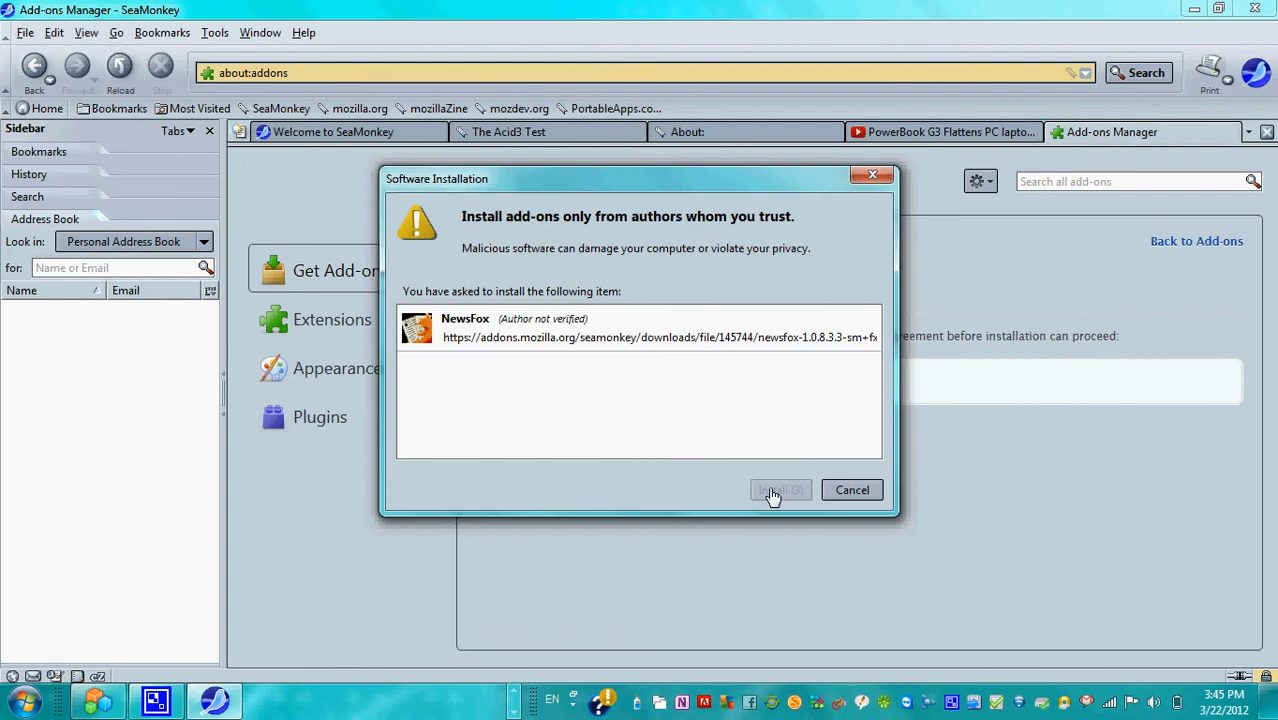 Add-ons Manager - SeaMonkey
File Edit View Go Bookmarks Tools Window Help
about:addons
Search
Back Forward Reload Stop
Print
Home Bookmarks Most Visited SeaMonkey mozilla.org mozillaZine mozdev.org PortableApps.co...
Sidebar Tabs
Welcome to SeaMonkey The Acid3 Test About: PowerBook G3 Flattens PC lapto... Add-ons Manager
Bookmarks
History
Search
Address Book
Look in: Personal Address Book
for: Name or Email
Name Email
Search all add-ons
Back to Add-ons
Get Add-on
Extensions
Appearance
Plugins
Software Installation
Install add-ons only from authors whom you trust.
Malicious software can damage your computer or violate your privacy.
You have asked to install the following item:
NewsFox (Author not verified)
https://addons.mozilla.org/seamonkey/downloads/file/145744/newsfox-1.0.8.3.3-sm+fx
eement before installation can proceed:
Install (3) Cancel
EN
3:45 PM
3/22/2012